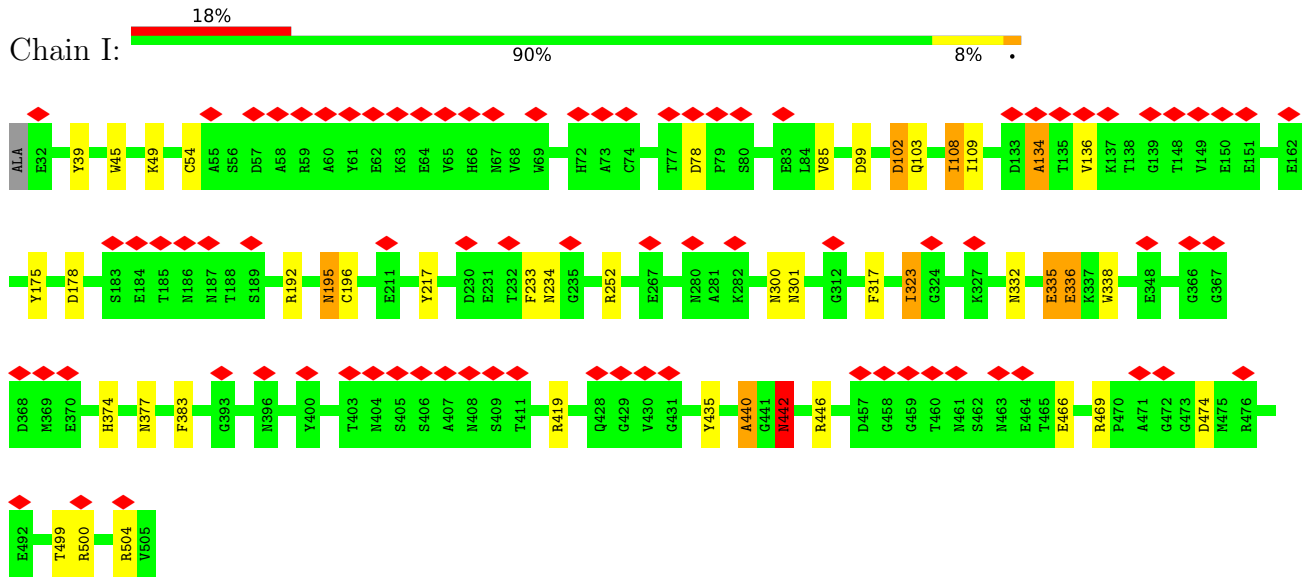 18%
Chain I:
90% 8% •
ALA E32 Y39 W45 K49 C54 A55 S56 D57 A58 R59 A60 Y61 E62 K63 E64 V65 H66 N67 V68 W69 H72 A73 C74 T77 D78 P79 S80 E83 L84 V85 D99 D102 Q103 I108 I109 D133 A134 T135 V136 K137 T138 G139 T148 V149 E150 E151 E162
Y175 D178 S183 E184 T185 N186 N187 T188 S189 R192 N195 C196 E211 Y217 D230 E231 T232 F233 N234 G235 R252 E267 N280 A281 K282 N300 N301 G312 F317 I323 G324 K327 N332 E335 E336 K337 W338 E348 G366 G367
D368 M369 E370 H374 N377 F383 G393 N396 Y400 T403 N404 S405 S406 A407 N408 S409 T411 R419 Q428 G429 V430 G431 Y435 A440 G441 N442 R446 D457 G458 G459 T460 N461 S462 N463 E464 T465 E466 R469 P470 A471 G472 G473 D474 M475 R476
E492 T499 R500 R504 V505